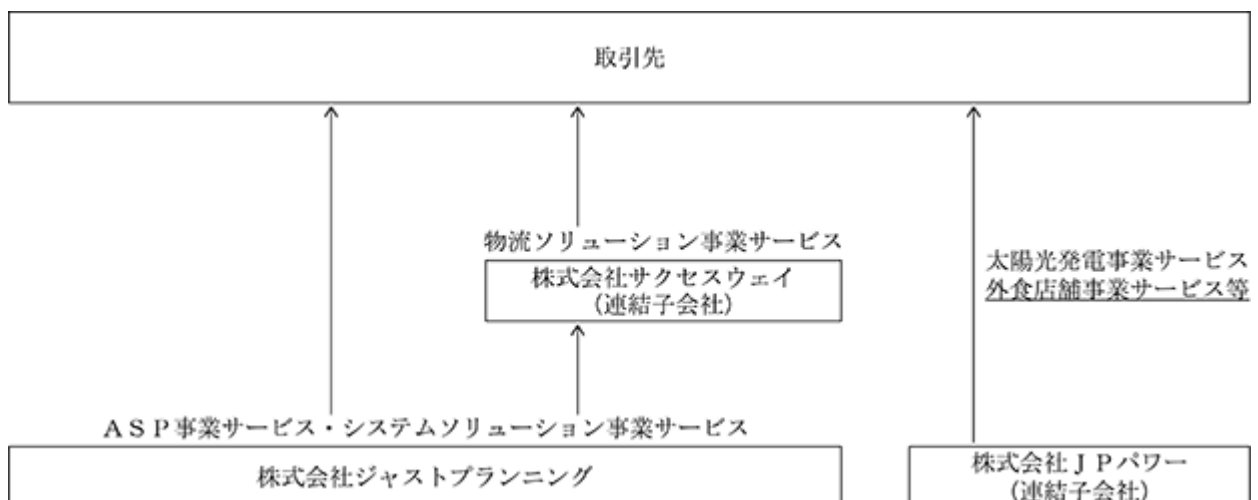 取引先
物流ソリューション事業サービス
株式会社サクセスウェイ
（連結子会社）
太陽光発電事業サービス
外食店舗事業サービス等
ＡＳＰ事業サービス・システムソリューション事業サービス
株式会社ジャストプランニング
株式会社ＪＰパワー
（連結子会社）